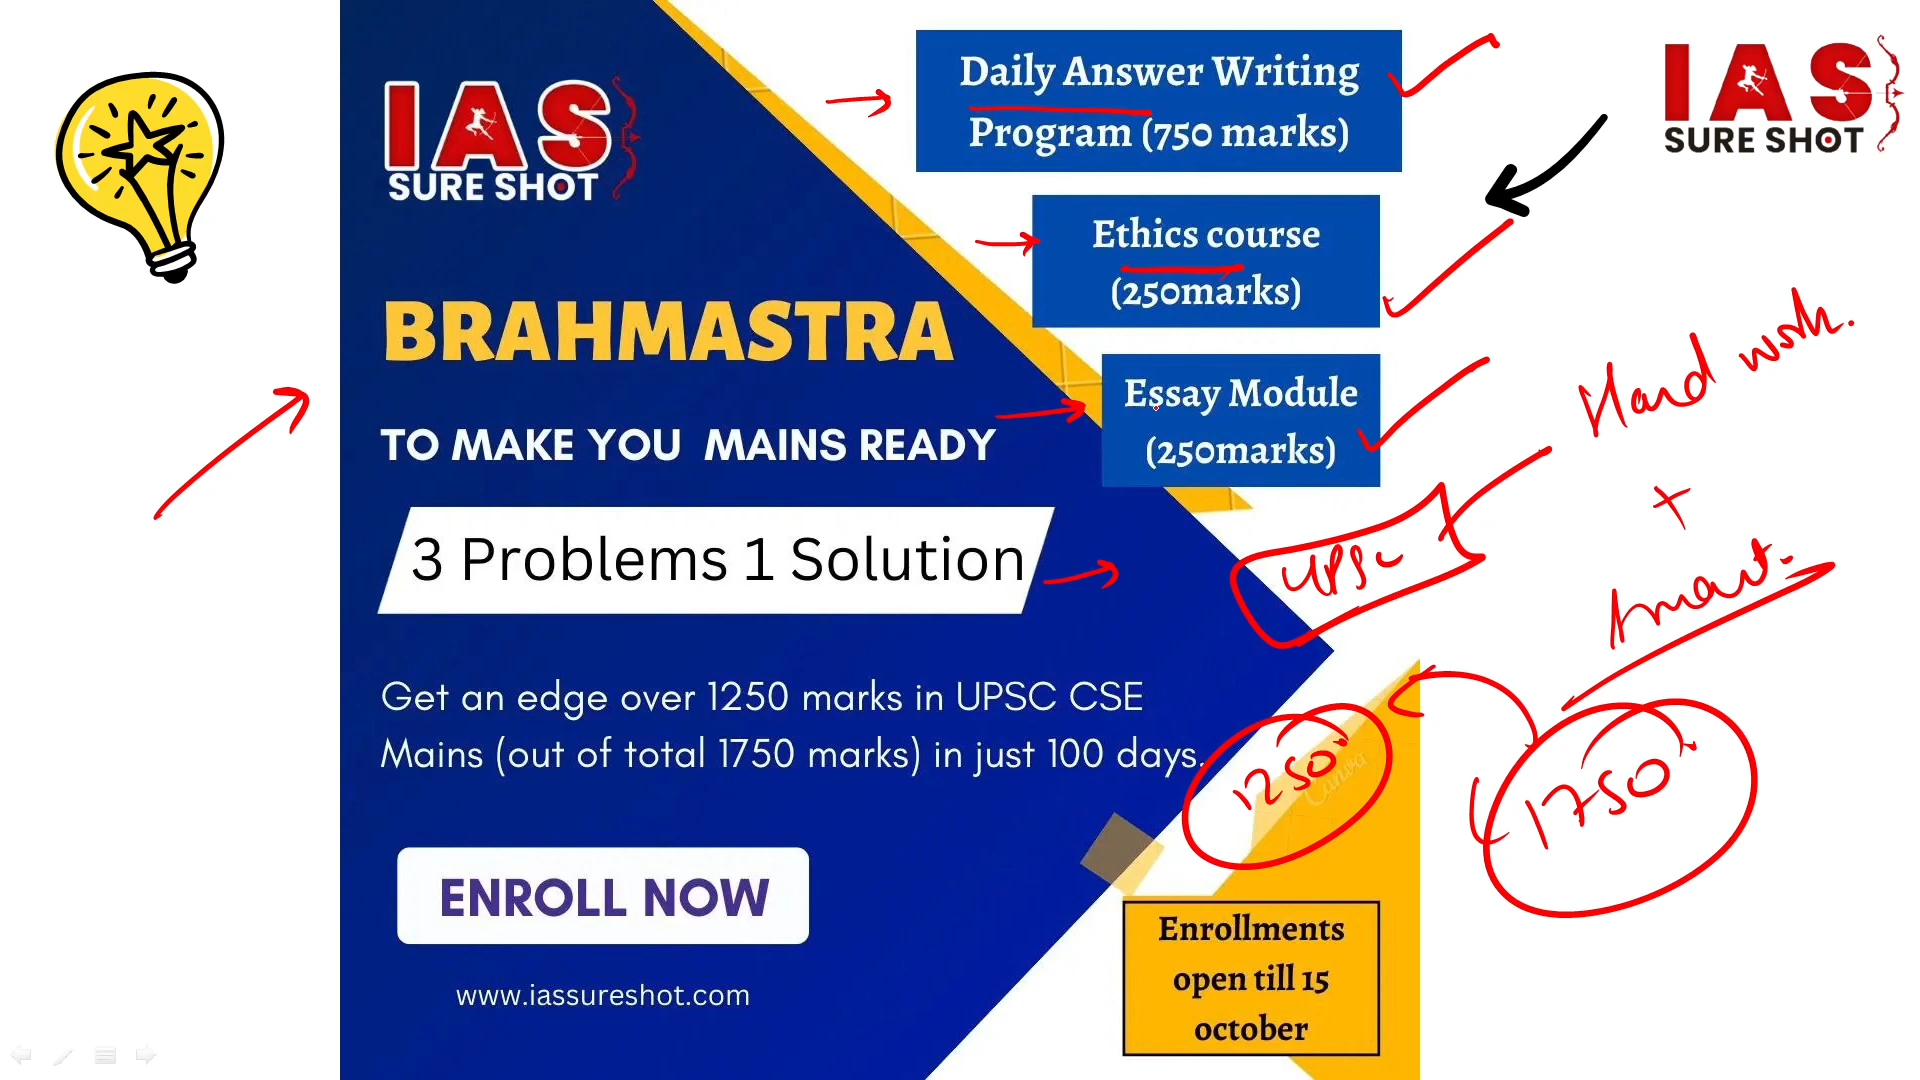 IAS
SURE SHOT
BRAHMASTRA
TO MAKE YOU MAINS READY
3 Problems 1 Solution
Get an edge over 1250 marks in UPSC CSE
Mains (out of total 1750 marks) in just 100 days.
ENROLL NOW
www.iassureshot.com
Daily Answer Writing
Program (750 marks)
Ethics course
(250marks)
Essay Module
(250marks)
UPSC
1250
Canva
Enrollments
open till 15
october
IAS
SURE SHOT
Hard work.
+
Smart.
1750